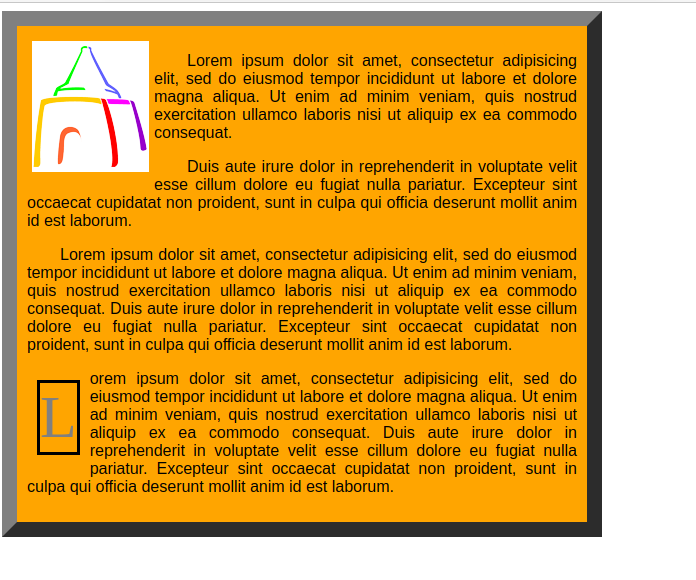 Lorem ipsum dolor sit amet, consectetur adipisicing
elit, sed do eiusmod tempor incididunt ut labore et dolore
magna aliqua. Ut enim ad minim veniam, quis nostrud
exercitation ullamco laboris nisi ut aliquip ex ea commodo
consequat.
Duis aute irure dolor in reprehenderit in voluptate velit
esse cillum dolore eu fugiat nulla pariatur. Excepteur sint
occaecat cupidatat non proident, sunt in culpa qui officia deserunt mollit anim
id est laborum.
Lorem ipsum dolor sit amet, consectetur adipisicing elit, sed do eiusmod
tempor incididunt ut labore et dolore magna aliqua. Ut enim ad minim veniam,
quis nostrud exercitation ullamco laboris nisi ut aliquip ex ea commodo
consequat. Duis aute irure dolor in reprehenderit in voluptate velit esse cillum
dolore eu fugiat nulla pariatur. Excepteur sint occaecat cupidatat non
proident, sunt in culpa qui officia deserunt mollit anim id est laborum.
Lorem ipsum dolor sit amet, consectetur adipisicing elit, sed do
eiusmod tempor incididunt ut labore et dolore magna aliqua. Ut enim
ad minim veniam, quis nostrud exercitation ullamco laboris nisi ut
aliquip ex ea commodo consequat. Duis aute irure dolor in
reprehenderit in voluptate velit esse cillum dolore eu fugiat nulla
pariatur. Excepteur sint occaecat cupidatat non proident, sunt in
culpa qui officia deserunt mollit anim id est laborum.